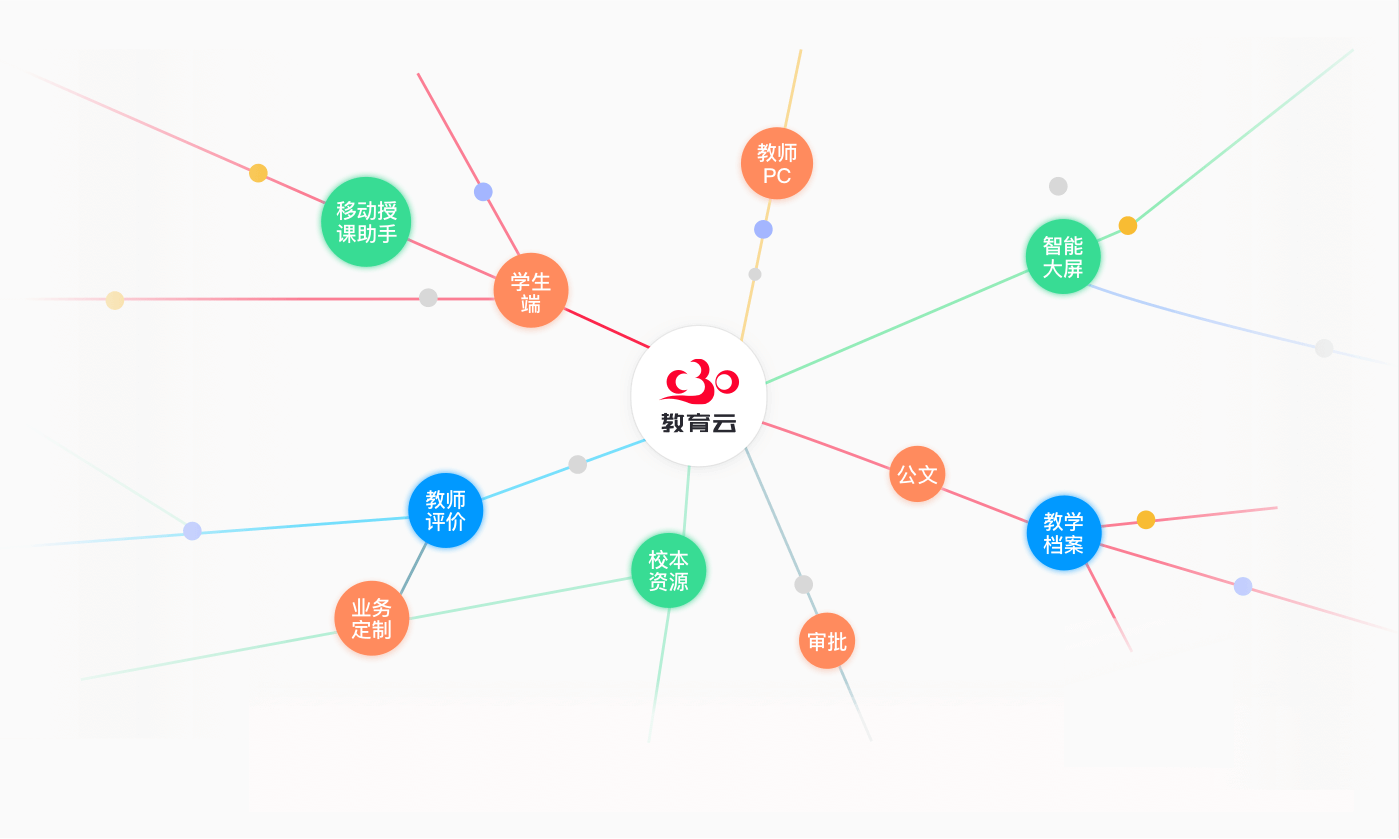 教师
PC
移动授
课助手
智能
大屏
学生
端
教育云
公文
教师
评价
教学
档案
校本
资源
业务
定制
审批